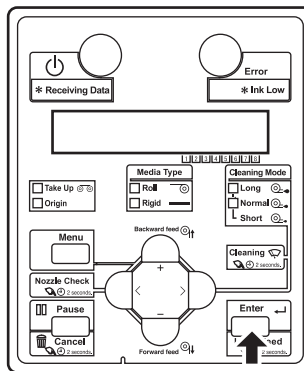 Error
* Receiving Data
* Ink Low
1 2 3 4 5 6 7 8
Take Up
Origin
Media Type
Roll
Rigid
Cleaning Mode
Long
Normal
Short
Menu
Backward feed
Cleaning
2 seconds.
Nozzle Check
2 seconds.
+
< >
−
Pause
Cancel
2 seconds.
Forward feed
Enter